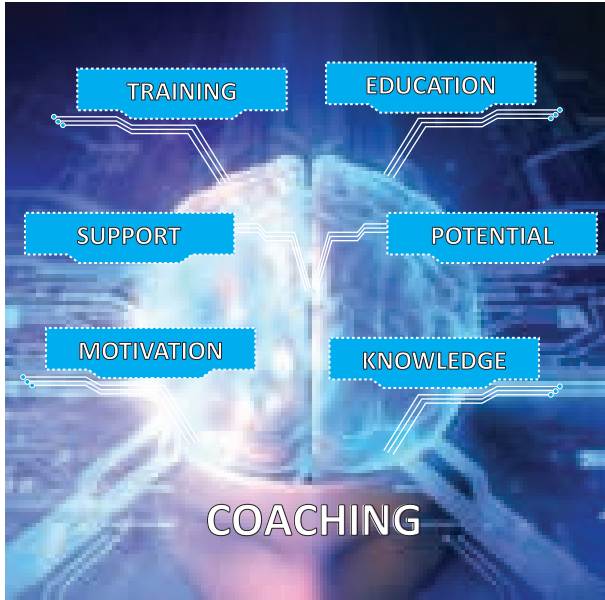 TRAINING
EDUCATION
SUPPORT
POTENTIAL
MOTIVATION
KNOWLEDGE
COACHING